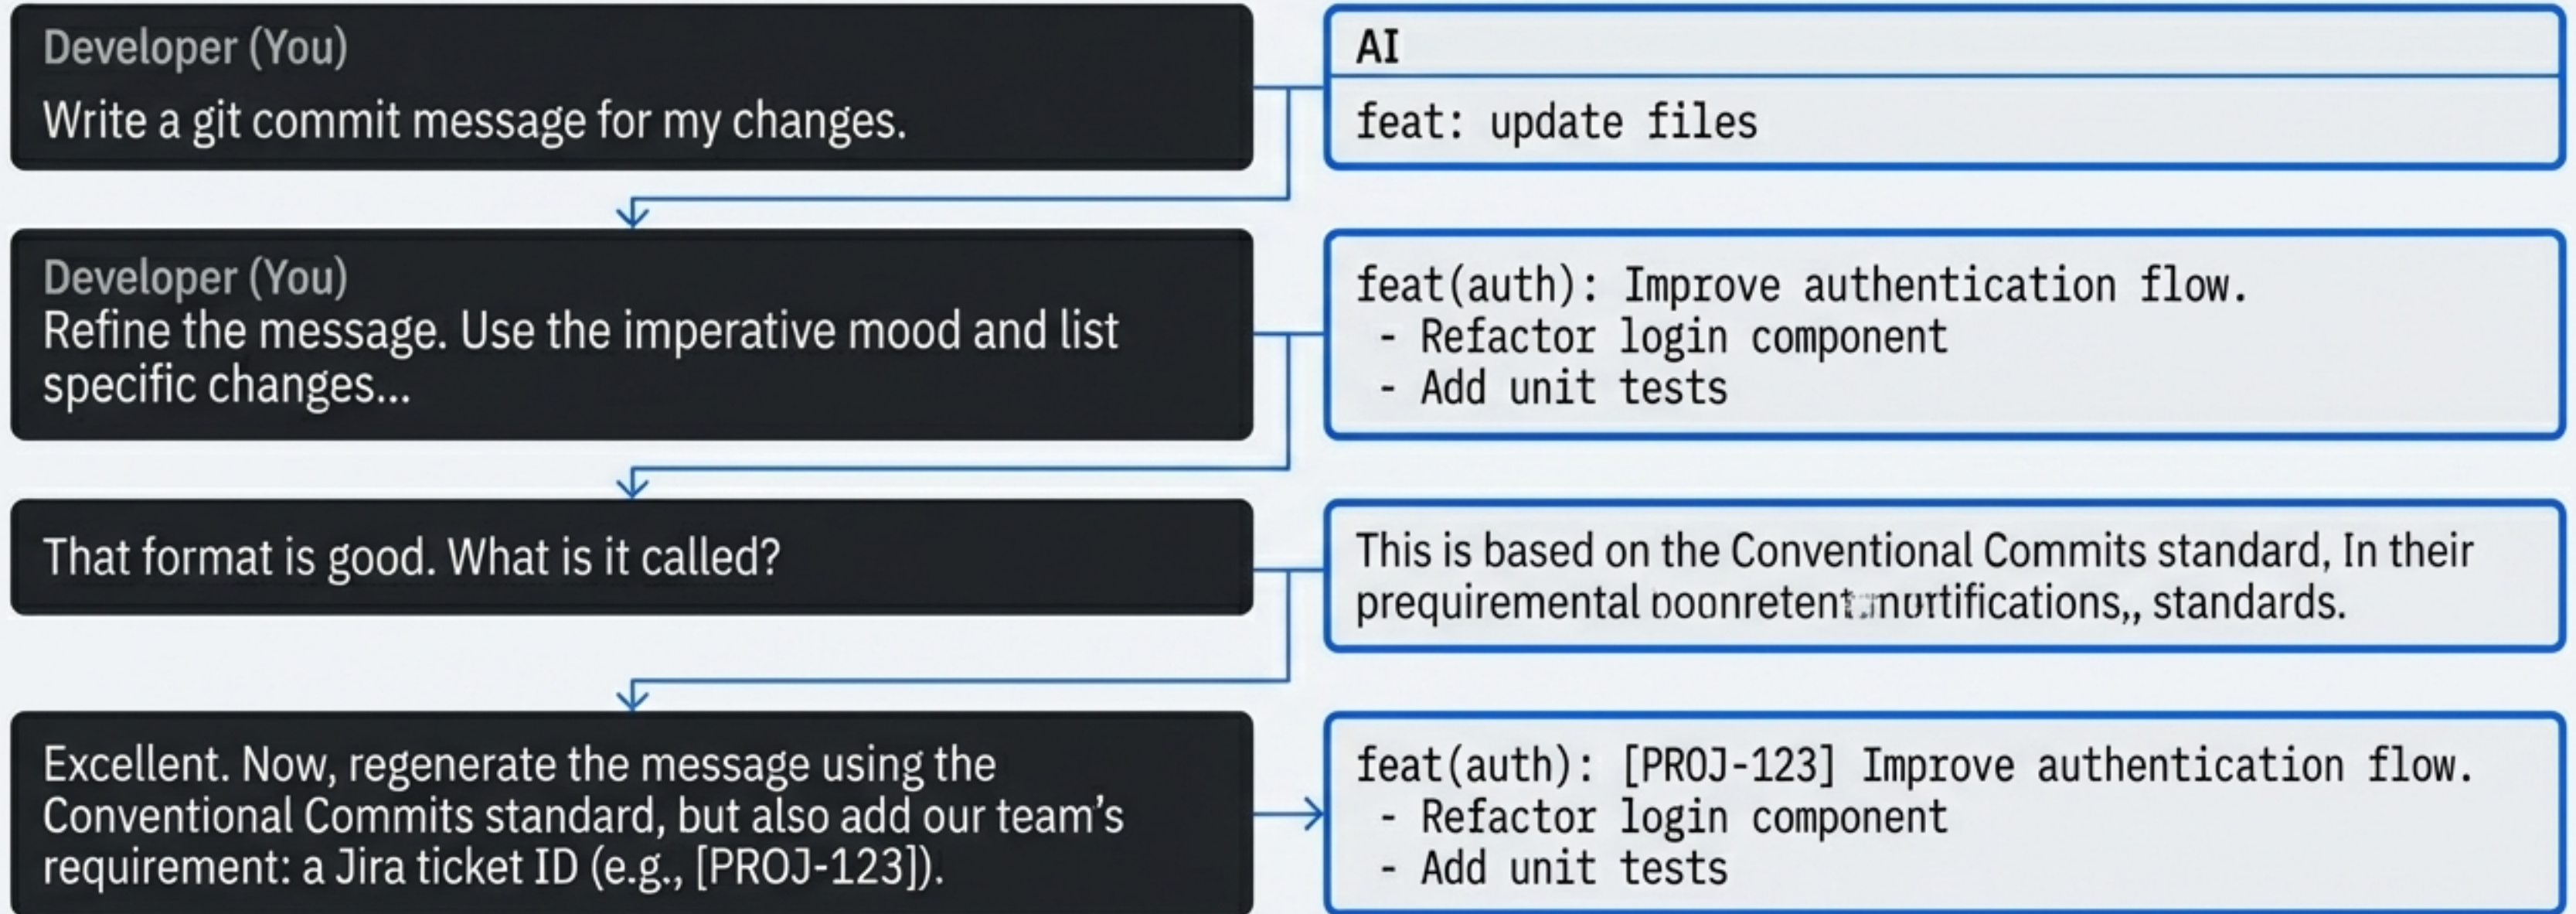 Developer (You)
Write a git commit message for my changes.
AI
feat: update files
Developer (You)
Refine the message. Use the imperative mood and list
specific changes...
feat(auth): Improve authentication flow.
- Refactor login component
- Add unit tests
That format is good. What is it called?
This is based on the Conventional Commits standard, In their
prequiremental standards.
Excellent. Now, regenerate the message using the
Conventional Commits standard, but also add our team's
requirement: a Jira ticket ID (e.g., [PROJ-123]).
feat(auth): [PROJ-123] Improve authentication flow.
- Refactor login component
- Add unit tests